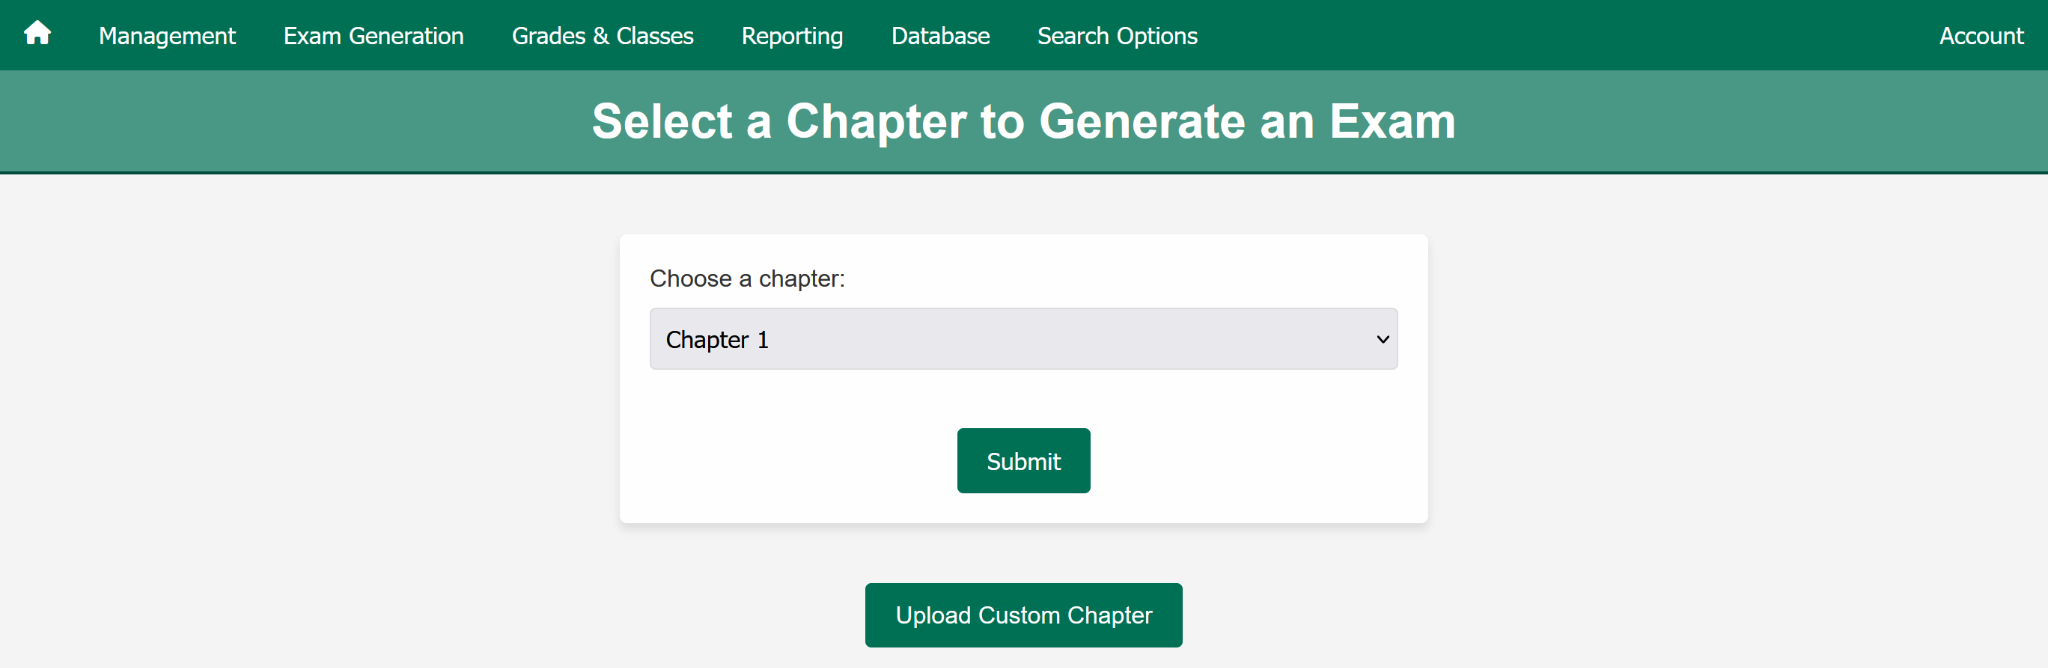 Management Exam Generation Grades & Classes Reporting Database Search Options Account
Select a Chapter to Generate an Exam
Choose a chapter:
Chapter 1
Submit
Upload Custom Chapter